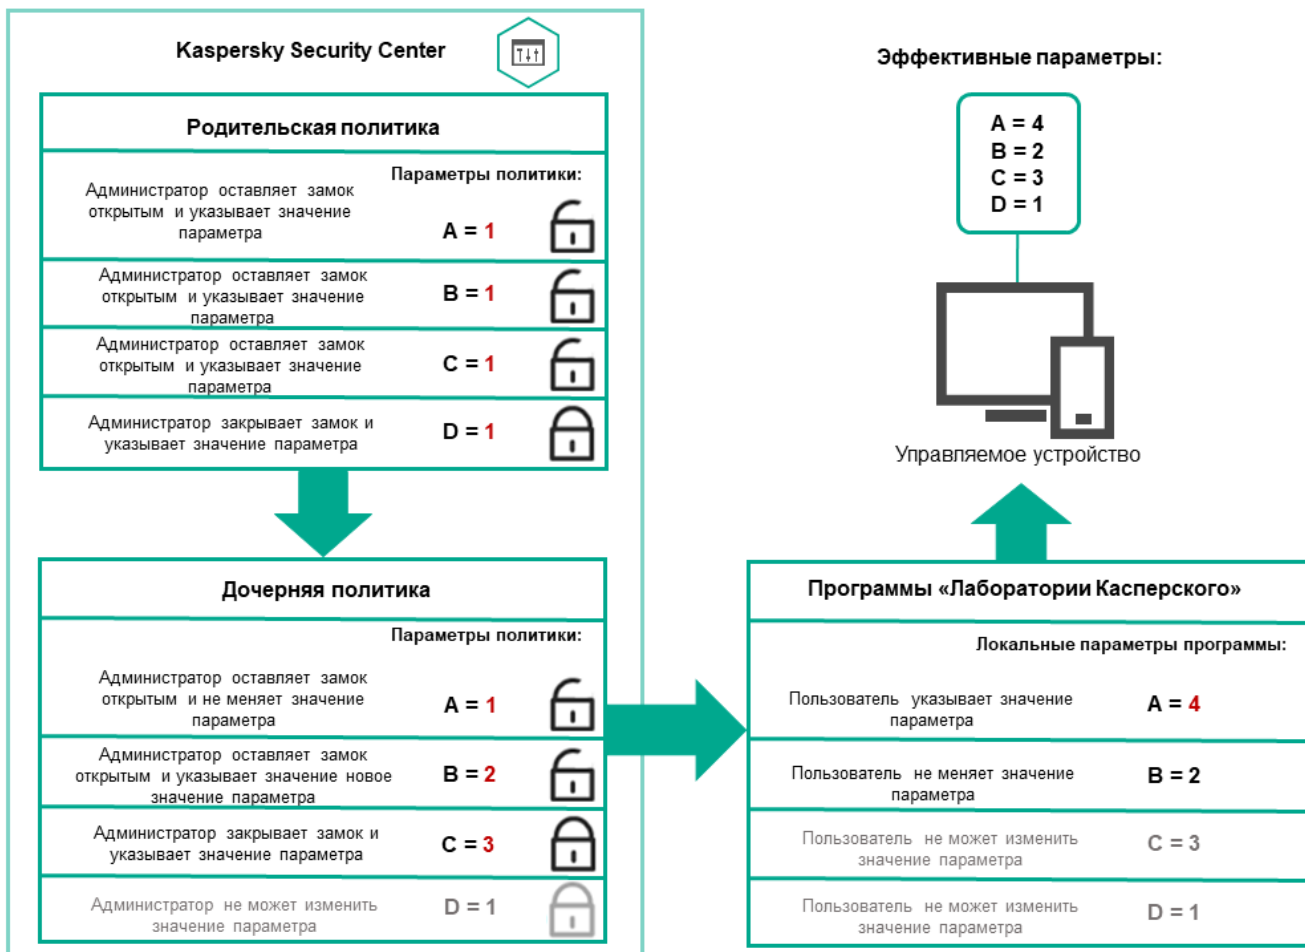 Kaspersky Security Center
Родительская политика
Параметры политики:
Администратор оставляет замок
открытым и указывает значение
параметра
A = 1
Администратор оставляет замок
открытым и указывает значение
параметра
B = 1
Администратор оставляет замок
открытым и указывает значение
параметра
C = 1
Администратор закрывает замок и
указывает значение параметра
D = 1
Дочерняя политика
Параметры политики:
Администратор оставляет замок
открытым и не меняет значение
параметра
A = 1
Администратор оставляет замок
открытым и указывает значение новое
значение параметра
B = 2
Администратор закрывает замок и
указывает значение параметра
C = 3
Администратор не может изменить
значение параметра
D = 1
Эффективные параметры:
A = 4
B = 2
C = 3
D = 1
Управляемое устройство
Программы «Лаборатории Касперского»
Локальные параметры программы:
Пользователь указывает значение
параметра
A = 4
Пользователь не меняет значение
параметра
B = 2
Пользователь не может изменить
значение параметра
C = 3
Пользователь не может изменить
значение параметра
D = 1